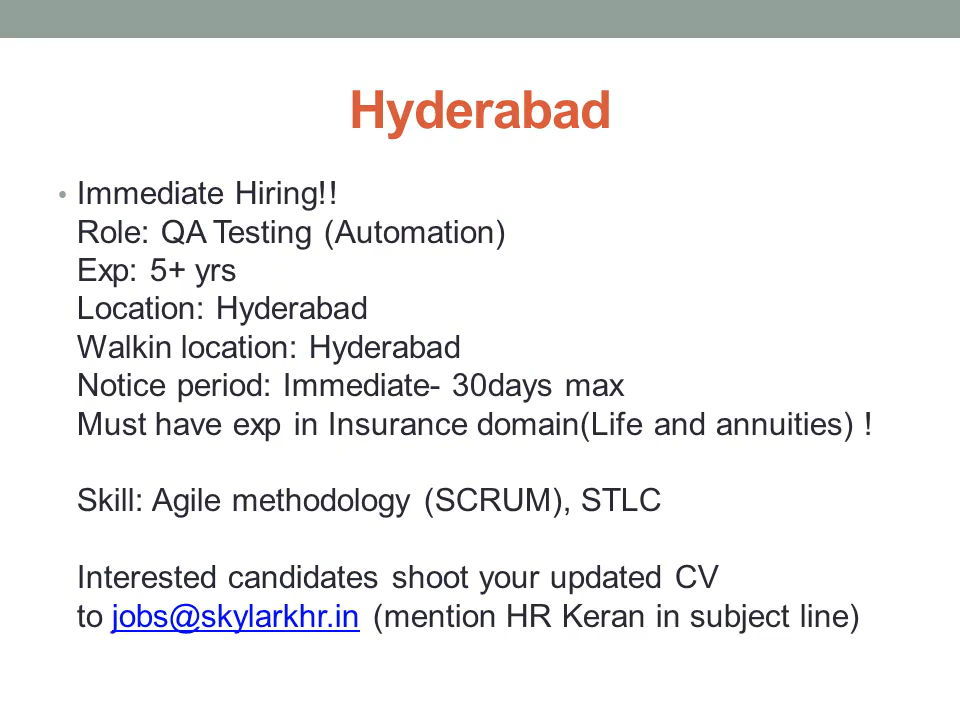 Hyderabad
• Immediate Hiring!!
Role: QA Testing (Automation)
Exp: 5+ yrs
Location: Hyderabad
Walkin location: Hyderabad
Notice period: Immediate- 30days max
Must have exp in Insurance domain(Life and annuities) !
Skill: Agile methodology (SCRUM), STLC
Interested candidates shoot your updated CV
to jobs@skylarkhr.in (mention HR Keran in subject line)